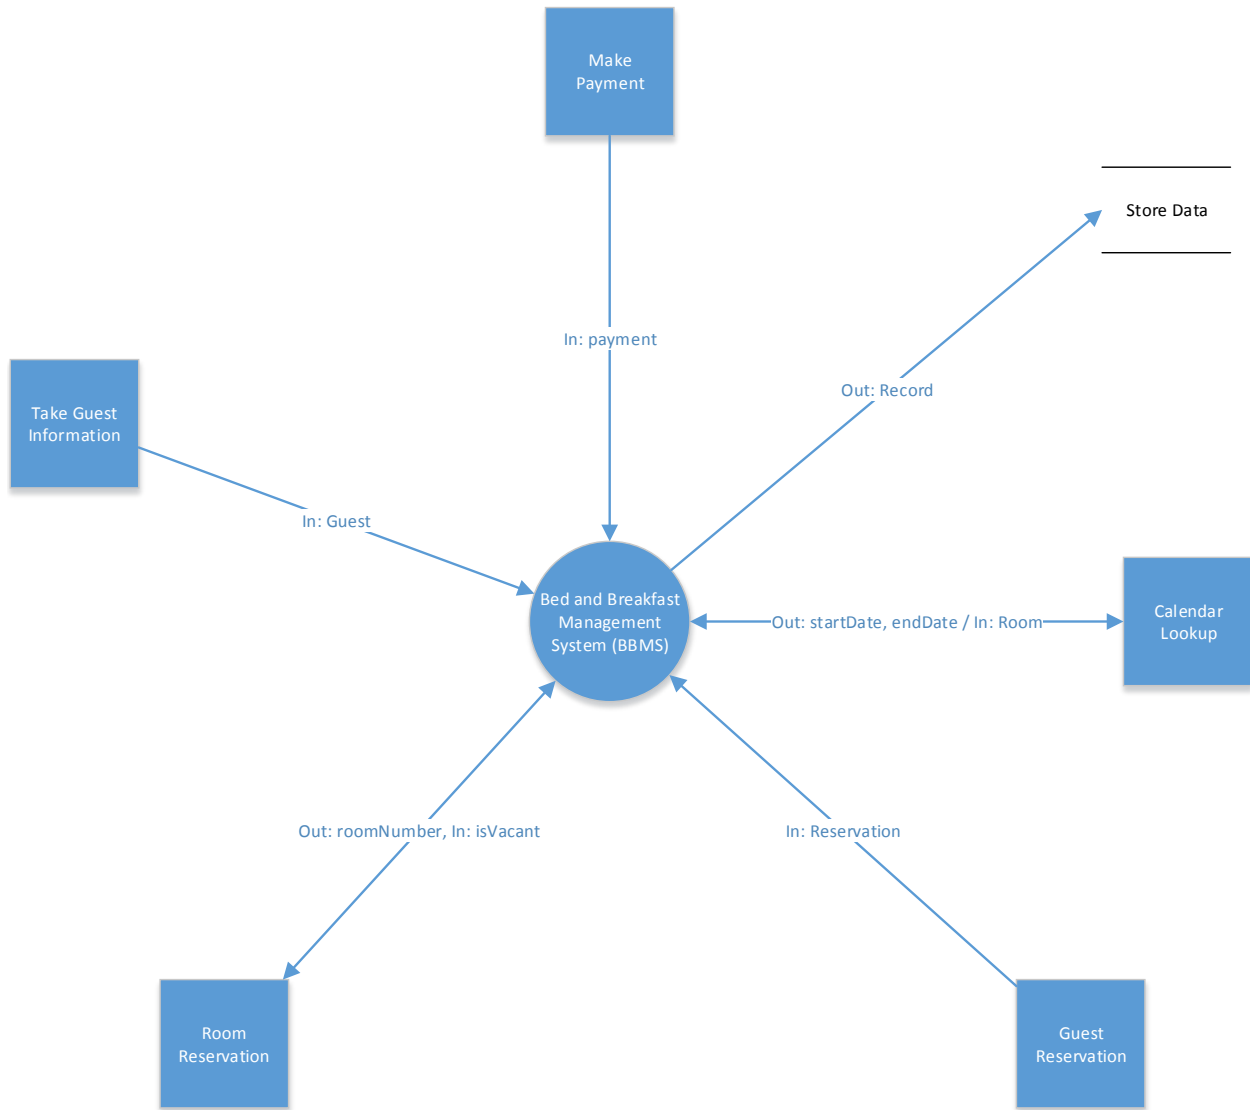 Make
Payment
Store Data
In: payment
Out: Record
Take Guest
Information
In: Guest
Bed and Breakfast
Management
System (BBMS)
Out: startDate, endDate / In: Room
Calendar
Lookup
Out: roomNumber, In: isVacant
In: Reservation
Room
Reservation
Guest
Reservation